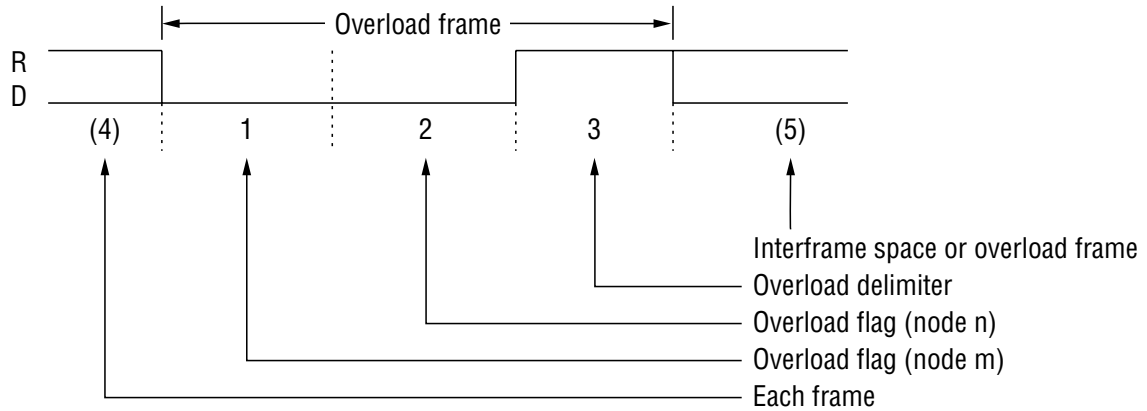 Overload frame
R
D
(4) 1 2 3 (5)
Interframe space or overload frame
Overload delimiter
Overload flag (node n)
Overload flag (node m)
Each frame